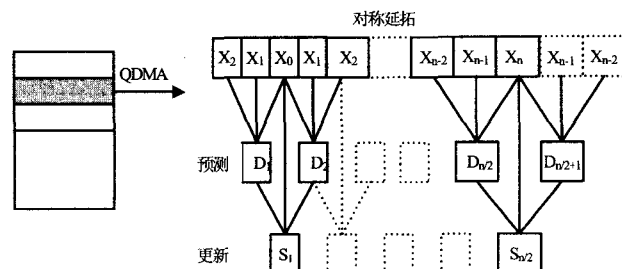 对称延拓
QDMA
X₂ X₁ X₀ X₁ X₂ Xₙ₋₂ Xₙ₋₁ Xₙ Xₙ₋₁ Xₙ₋₂
预测 D₁ D₂ Dₙ/₂ Dₙ/₂₊₁
更新 S₁ Sₙ/₂